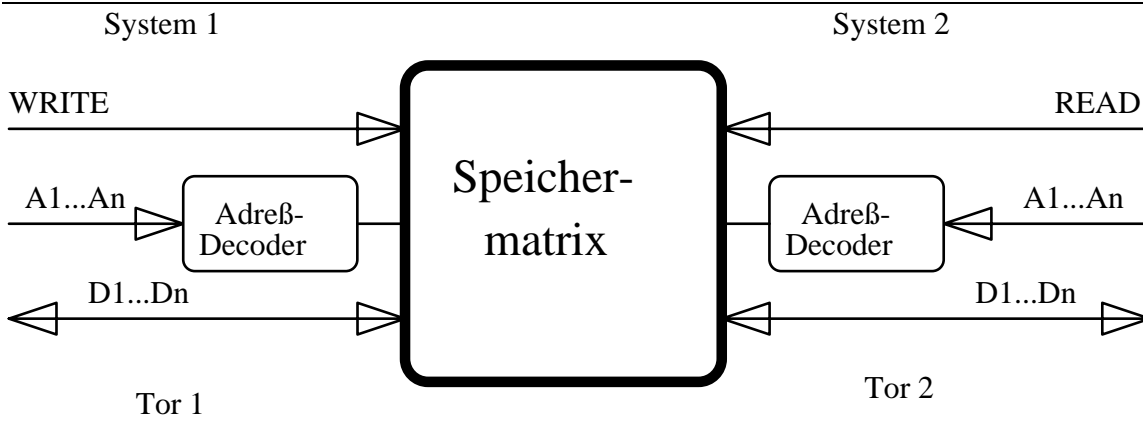 System 1
System 2
WRITE
READ
Speicher-
matrix
A1...An
Adreß-
Decoder
Adreß-
Decoder
A1...An
D1...Dn
D1...Dn
Tor 1
Tor 2